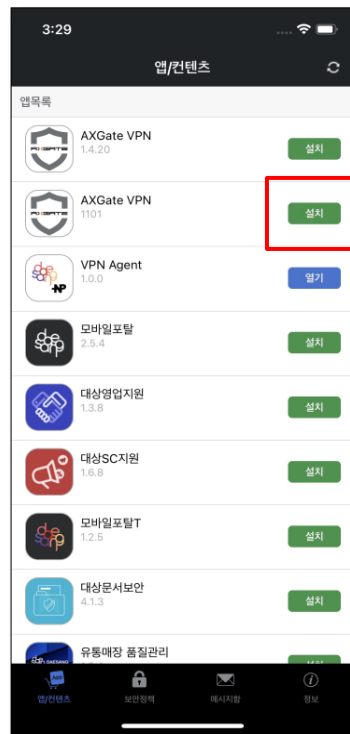 3:29
앱/컨텐츠
앱목록
AXGate VPN
1.4.20
설치
AXGATE
AXGate VPN
1101
설치
AXGATE
VPN Agent
1.0.0
열기
NP
모바일포탈
2.5.4
설치
대상영업지원
1.3.8
설치
대상SC지원
1.6.8
설치
모바일포탈T
1.2.5
설치
대상문서보안
4.1.3
설치
유통매장 품질관리
DAESANG
APP
앱/컨텐츠
보안정책
메시지함
정보